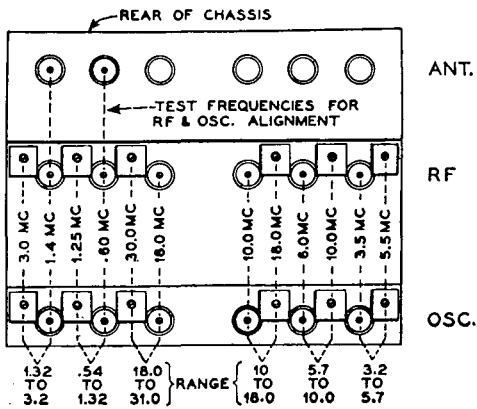 REAR OF CHASSIS
ANT.
TEST FREQUENCIES FOR
RF & OSC. ALIGNMENT
RF
3.0 MC
1.4 MC
1.25 MC
.60 MC
30.0 MC
18.0 MC
10.0 MC
18.0 MC
6.0 MC
10.0 MC
3.5 MC
5.5 MC
OSC.
1.32 .54 18.0 10 5.7 3.2
TO TO TO RANGE TO TO TO
3.2 1.32 31.0 18.0 10.0 5.7